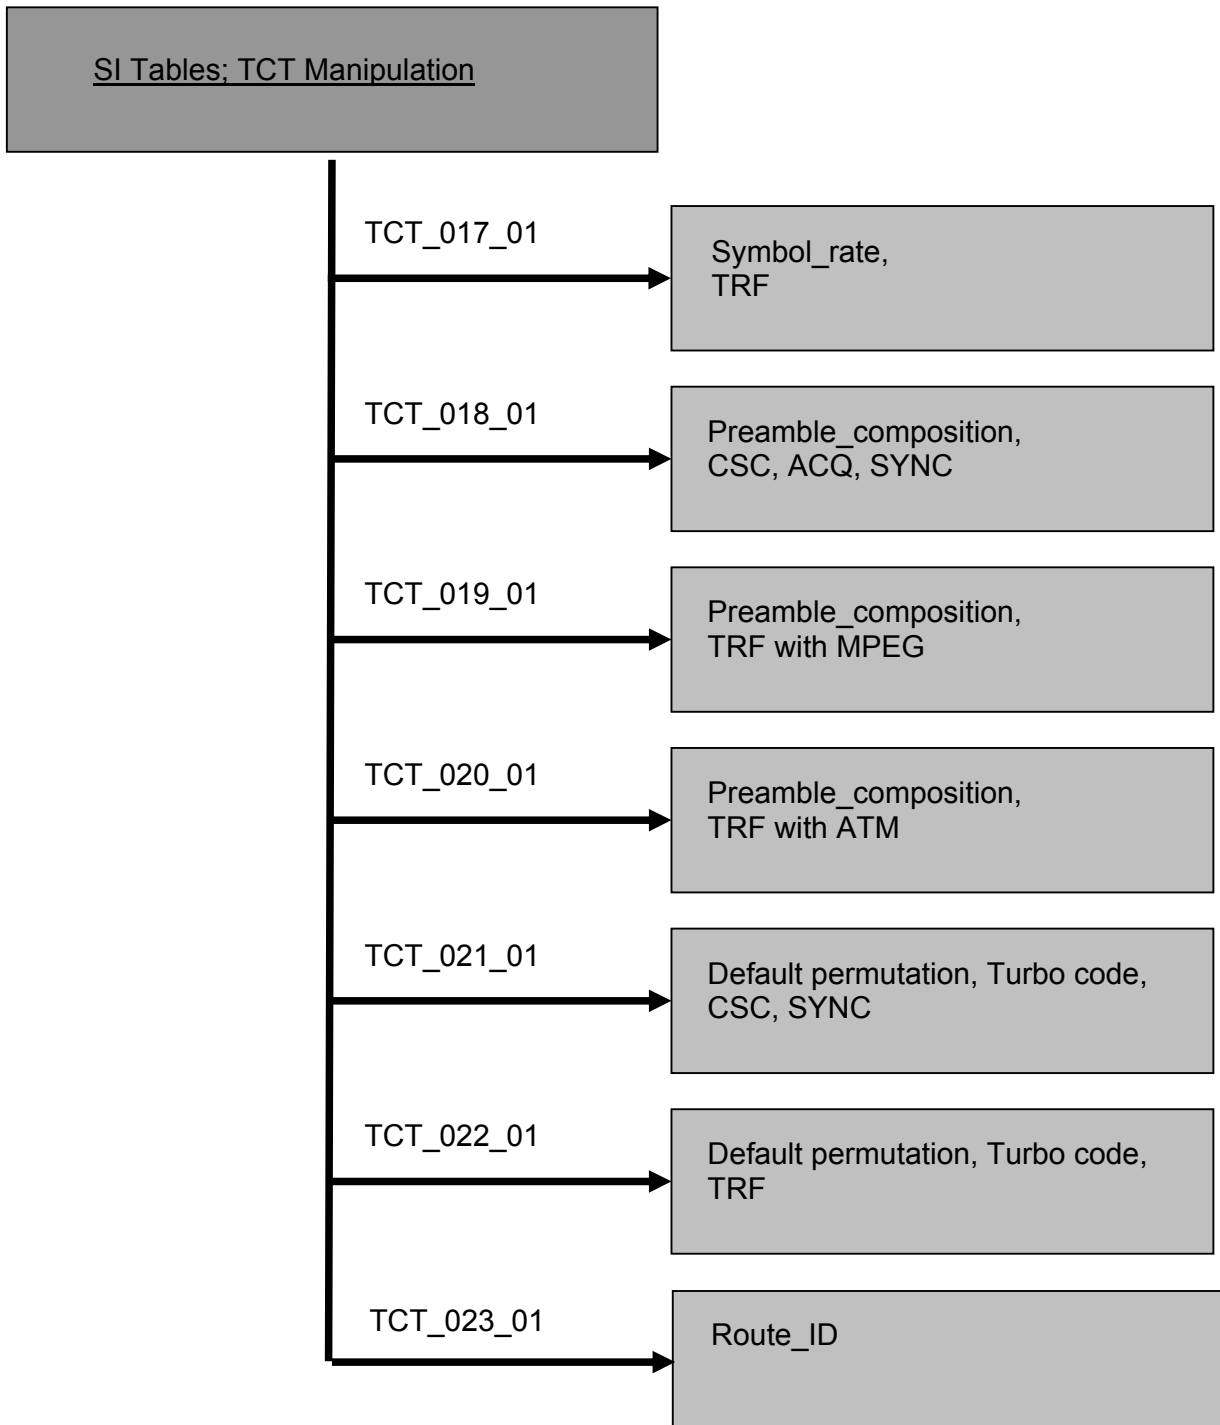 SI Tables; TCT Manipulation
TCT_017_01
Symbol_rate,
TRF
TCT_018_01
Preamble_composition,
CSC, ACQ, SYNC
TCT_019_01
Preamble_composition,
TRF with MPEG
TCT_020_01
Preamble_composition,
TRF with ATM
TCT_021_01
Default permutation, Turbo code,
CSC, SYNC
TCT_022_01
Default permutation, Turbo code,
TRF
TCT_023_01
Route_ID